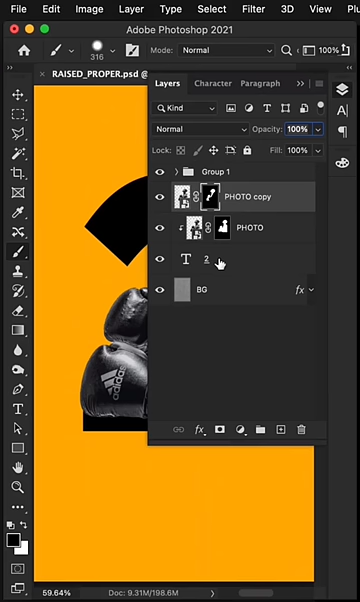 Image Layer Type Select Filter 3D View
Adobe Photoshop 2021
316 Mode: Normal 100%
RAISED_PROPER.psd @
Layers Character Paragraph
Kind
Normal Opacity: 100%
Lock: Fill: 100%
Group 1
PHOTO copy
PHOTO
T 2
BG fx
adidas
fx
59.64% Doc: 9.31M/198.6M